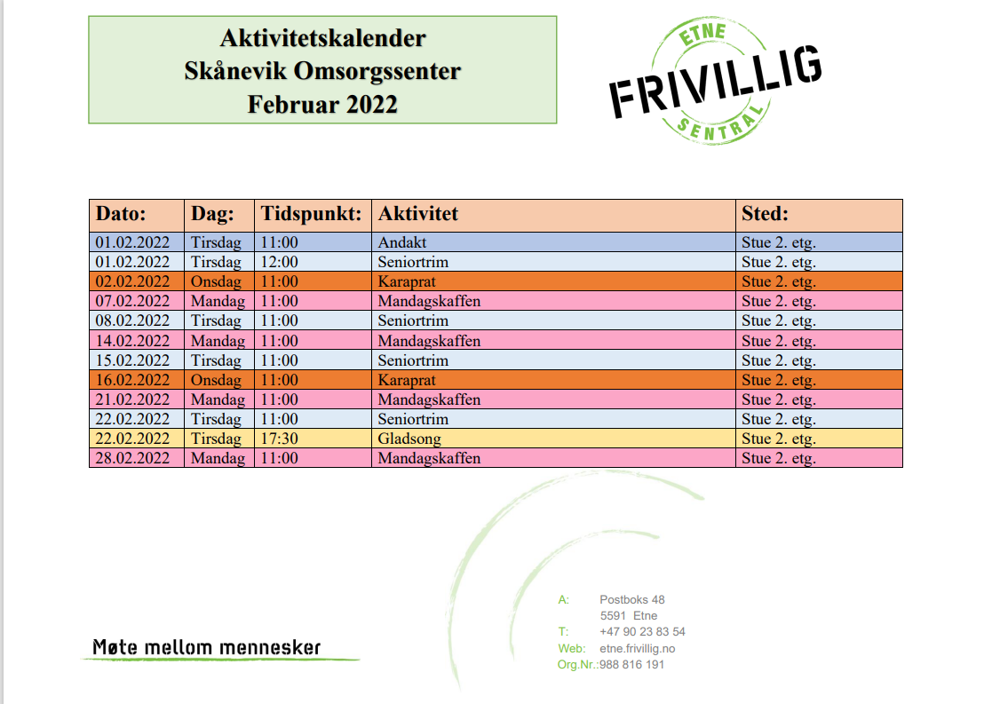 Aktivitetskalender
Skånevik Omsorgssenter
Februar 2022
ETNE
FRIVILLIG
SENTRAL
Dato: Dag: Tidspunkt: Aktivitet Sted:
01.02.2022 Tirsdag 11:00 Andakt Stue 2. etg.
01.02.2022 Tirsdag 12:00 Seniortrim Stue 2. etg.
02.02.2022 Onsdag 11:00 Karaprat Stue 2. etg.
07.02.2022 Mandag 11:00 Mandagskaffen Stue 2. etg.
08.02.2022 Tirsdag 11:00 Seniortrim Stue 2. etg.
14.02.2022 Mandag 11:00 Mandagskaffen Stue 2. etg.
15.02.2022 Tirsdag 11:00 Seniortrim Stue 2. etg.
16.02.2022 Onsdag 11:00 Karaprat Stue 2. etg.
21.02.2022 Mandag 11:00 Mandagskaffen Stue 2. etg.
22.02.2022 Tirsdag 11:00 Seniortrim Stue 2. etg.
22.02.2022 Tirsdag 17:30 Gladsong Stue 2. etg.
28.02.2022 Mandag 11:00 Mandagskaffen Stue 2. etg.
Møte mellom mennesker
A: Postboks 48
5591 Etne
T: +47 90 23 83 54
Web: etne.frivillig.no
Org.Nr.:988 816 191